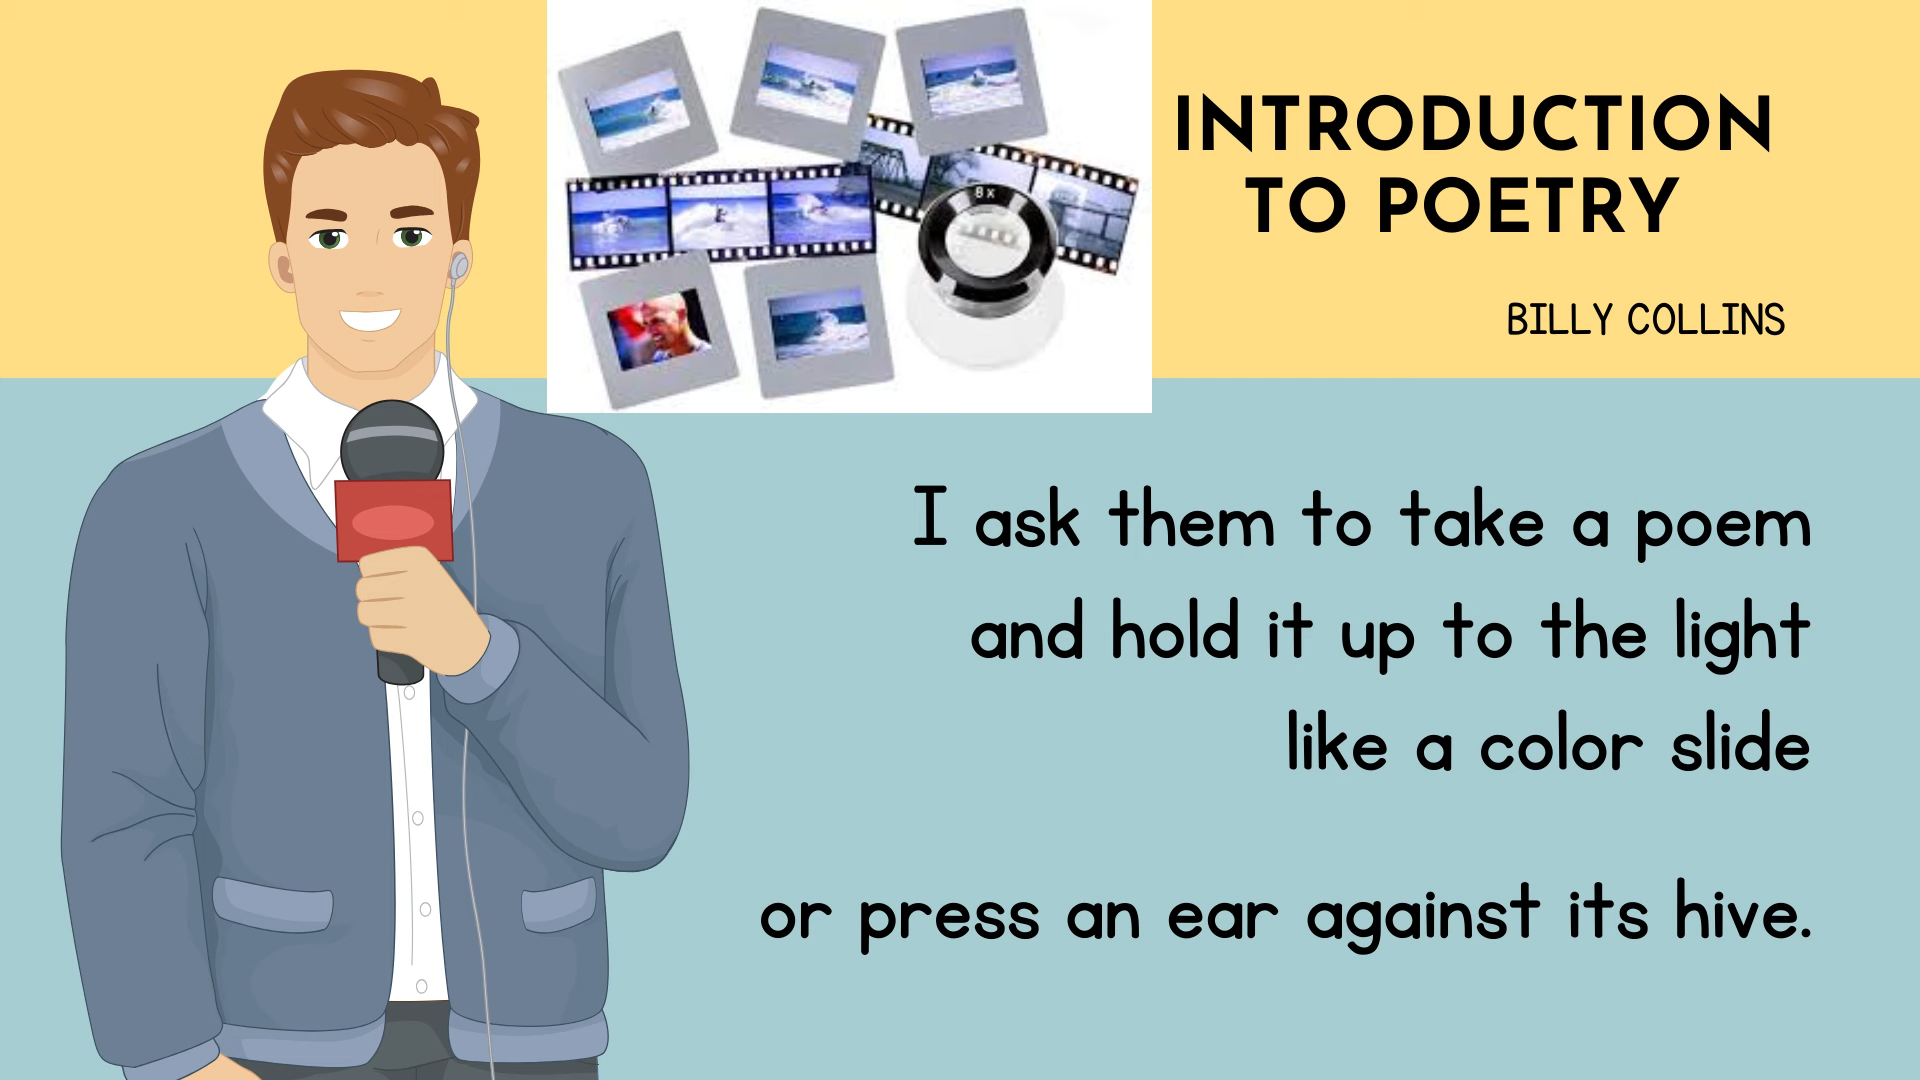 8x
INTRODUCTION
TO POETRY
BILLY COLLINS
I ask them to take a poem
and hold it up to the light
like a color slide
or press an ear against its hive.